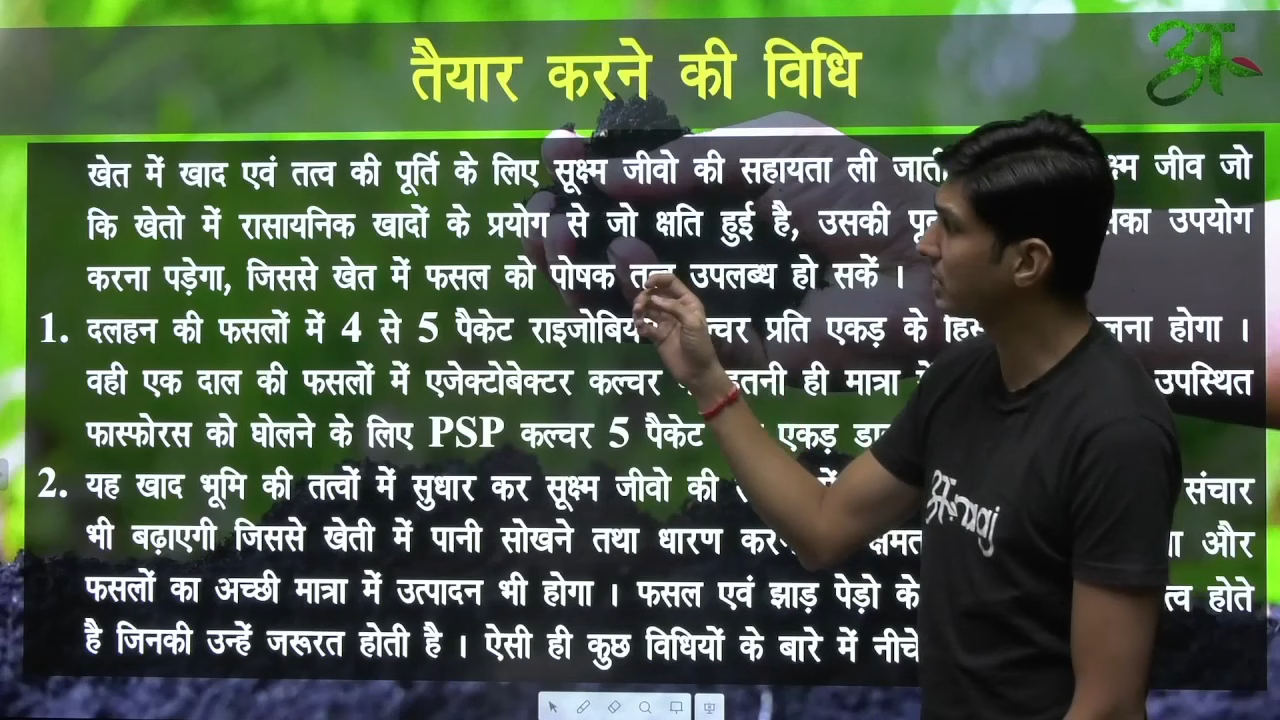 तैयार करने की विधि
खेत में खाद एवं तत्व की पूर्ति के लिए सूक्ष्म जीवो की सहायता ली जाती जीव जो
कि खेतो में रासायनिक खादों के प्रयोग से जो क्षति हुई है, उसकी उपयोग
करना पड़ेगा, जिससे खेत में फसल को पोषक तत्व उपलब्ध हो सकें ।
1. दलहन की फसलों में 4 से 5 पैकेट प्रति एकड़ के होगा ।
वही एक दाल की फसलों में एजेक्टोबेक्टर कल्चर इतनी ही मात्रा उपस्थित
फास्फोरस को घोलने के लिए PSP कल्चर 5 पैकेट एकड़
2. यह खाद भूमि की तत्वों में सुधार कर सूक्ष्म जीवो की संचार
भी बढ़ाएगी जिससे खेती में पानी सोखने तथा धारण और
फसलों का अच्छी मात्रा में उत्पादन भी होगा । फसल एवं झाड़ पेड़ो के होते
है जिनकी उन्हें जरूरत होती है । ऐसी ही कुछ विधियों के बारे में नीचे
अ